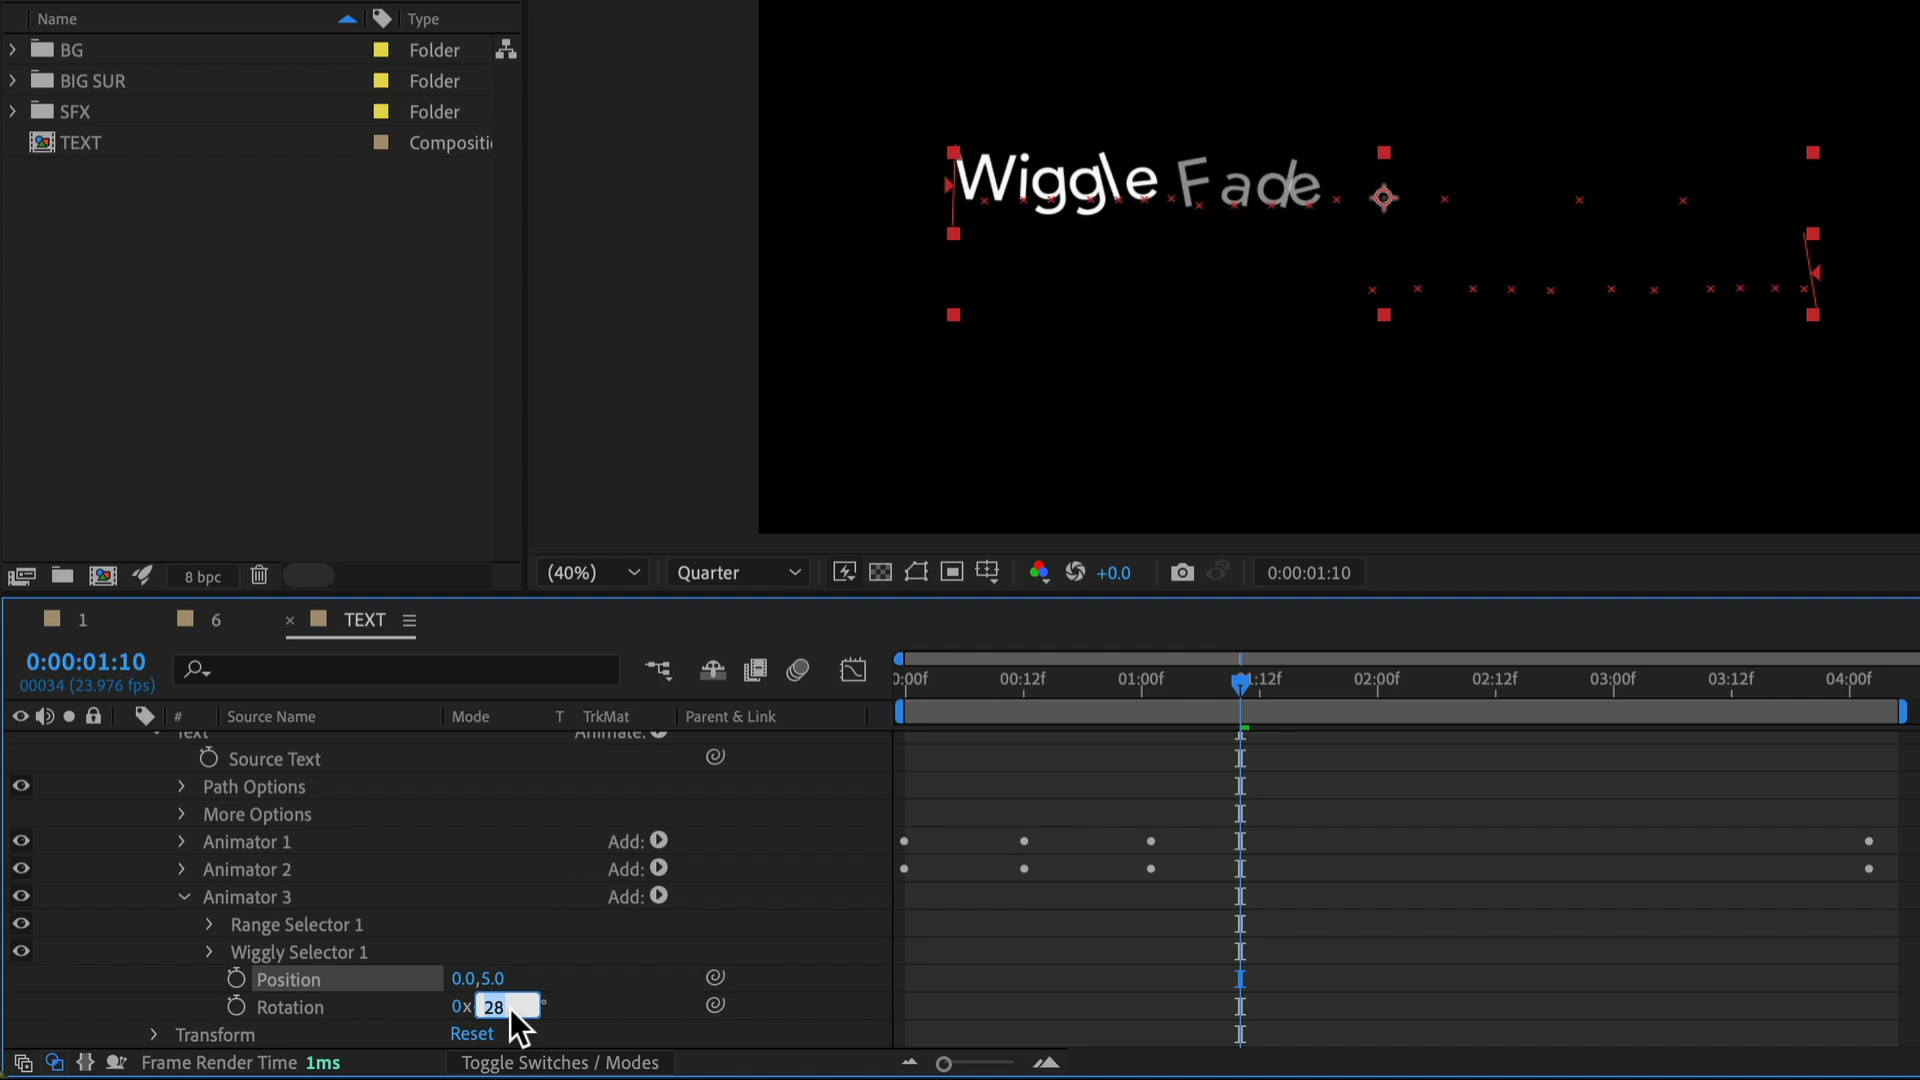 Name Type
BG Folder
BIG SUR Folder
SFX Folder
TEXT Compositi
Wiggle Fade
8 bpc
(40%) Quarter +0.0 0:00:01:10
1 6 × TEXT
0:00:01:10
00034 (23.976 fps)
0:00f 00:12f 01:00f 1:12f 02:00f 02:12f 03:00f 03:12f 04:00f
# Source Name Mode T TrkMat Parent & Link
Text Animate:
Source Text
Path Options
More Options
Animator 1 Add:
Animator 2 Add:
Animator 3 Add:
Range Selector 1
Wiggly Selector 1
Position 0.0,5.0
Rotation 0x 28 °
Transform Reset
Frame Render Time 1ms Toggle Switches / Modes